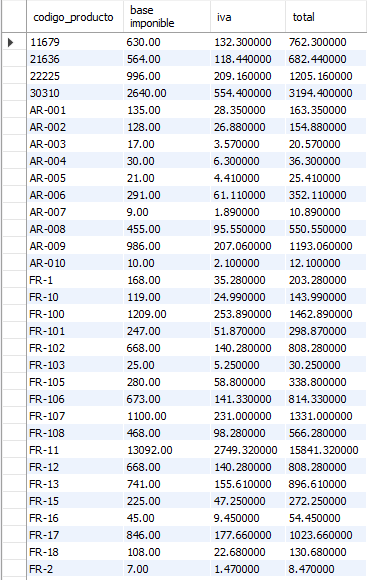 codigo_producto base imponible iva total
11679 630.00 132.300000 762.300000
21636 564.00 118.440000 682.440000
22225 996.00 209.160000 1205.160000
30310 2640.00 554.400000 3194.400000
AR-001 135.00 28.350000 163.350000
AR-002 128.00 26.880000 154.880000
AR-003 17.00 3.570000 20.570000
AR-004 30.00 6.300000 36.300000
AR-005 21.00 4.410000 25.410000
AR-006 291.00 61.110000 352.110000
AR-007 9.00 1.890000 10.890000
AR-008 455.00 95.550000 550.550000
AR-009 986.00 207.060000 1193.060000
AR-010 10.00 2.100000 12.100000
FR-1 168.00 35.280000 203.280000
FR-10 119.00 24.990000 143.990000
FR-100 1209.00 253.890000 1462.890000
FR-101 247.00 51.870000 298.870000
FR-102 668.00 140.280000 808.280000
FR-103 25.00 5.250000 30.250000
FR-105 280.00 58.800000 338.800000
FR-106 673.00 141.330000 814.330000
FR-107 1100.00 231.000000 1331.000000
FR-108 468.00 98.280000 566.280000
FR-11 13092.00 2749.320000 15841.320000
FR-12 668.00 140.280000 808.280000
FR-13 741.00 155.610000 896.610000
FR-15 225.00 47.250000 272.250000
FR-16 45.00 9.450000 54.450000
FR-17 846.00 177.660000 1023.660000
FR-18 108.00 22.680000 130.680000
FR-2 7.00 1.470000 8.470000